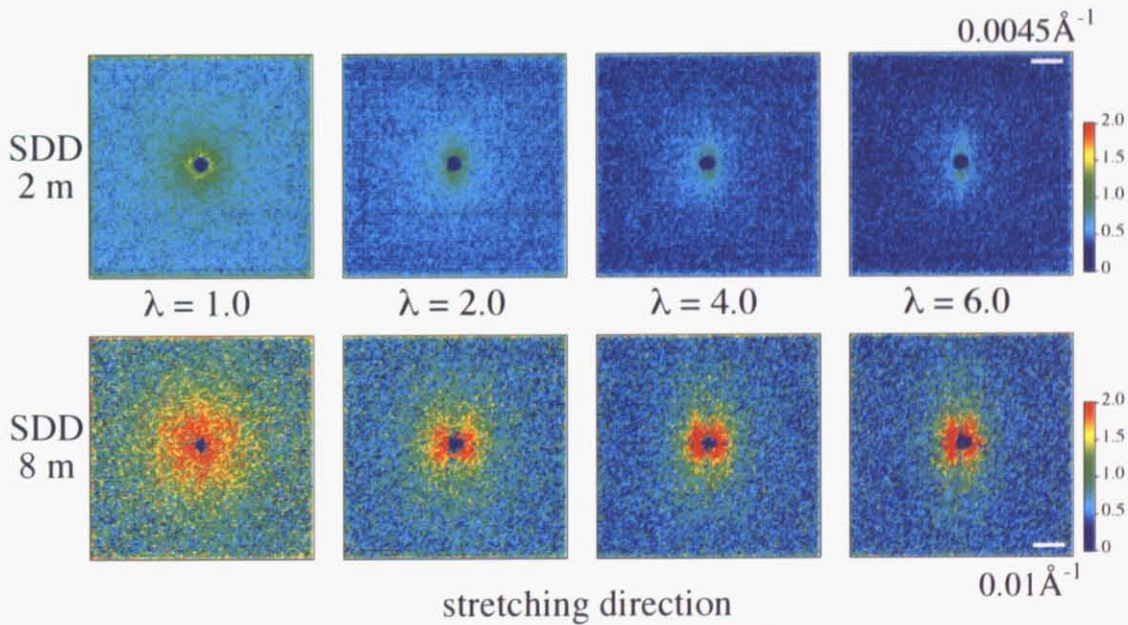 0.0045Å⁻¹
SDD
2 m
2.0
1.5
1.0
0.5
0
λ = 1.0 λ = 2.0 λ = 4.0 λ = 6.0
SDD
8 m
2.0
1.5
1.0
0.5
0
0.01Å⁻¹
stretching direction